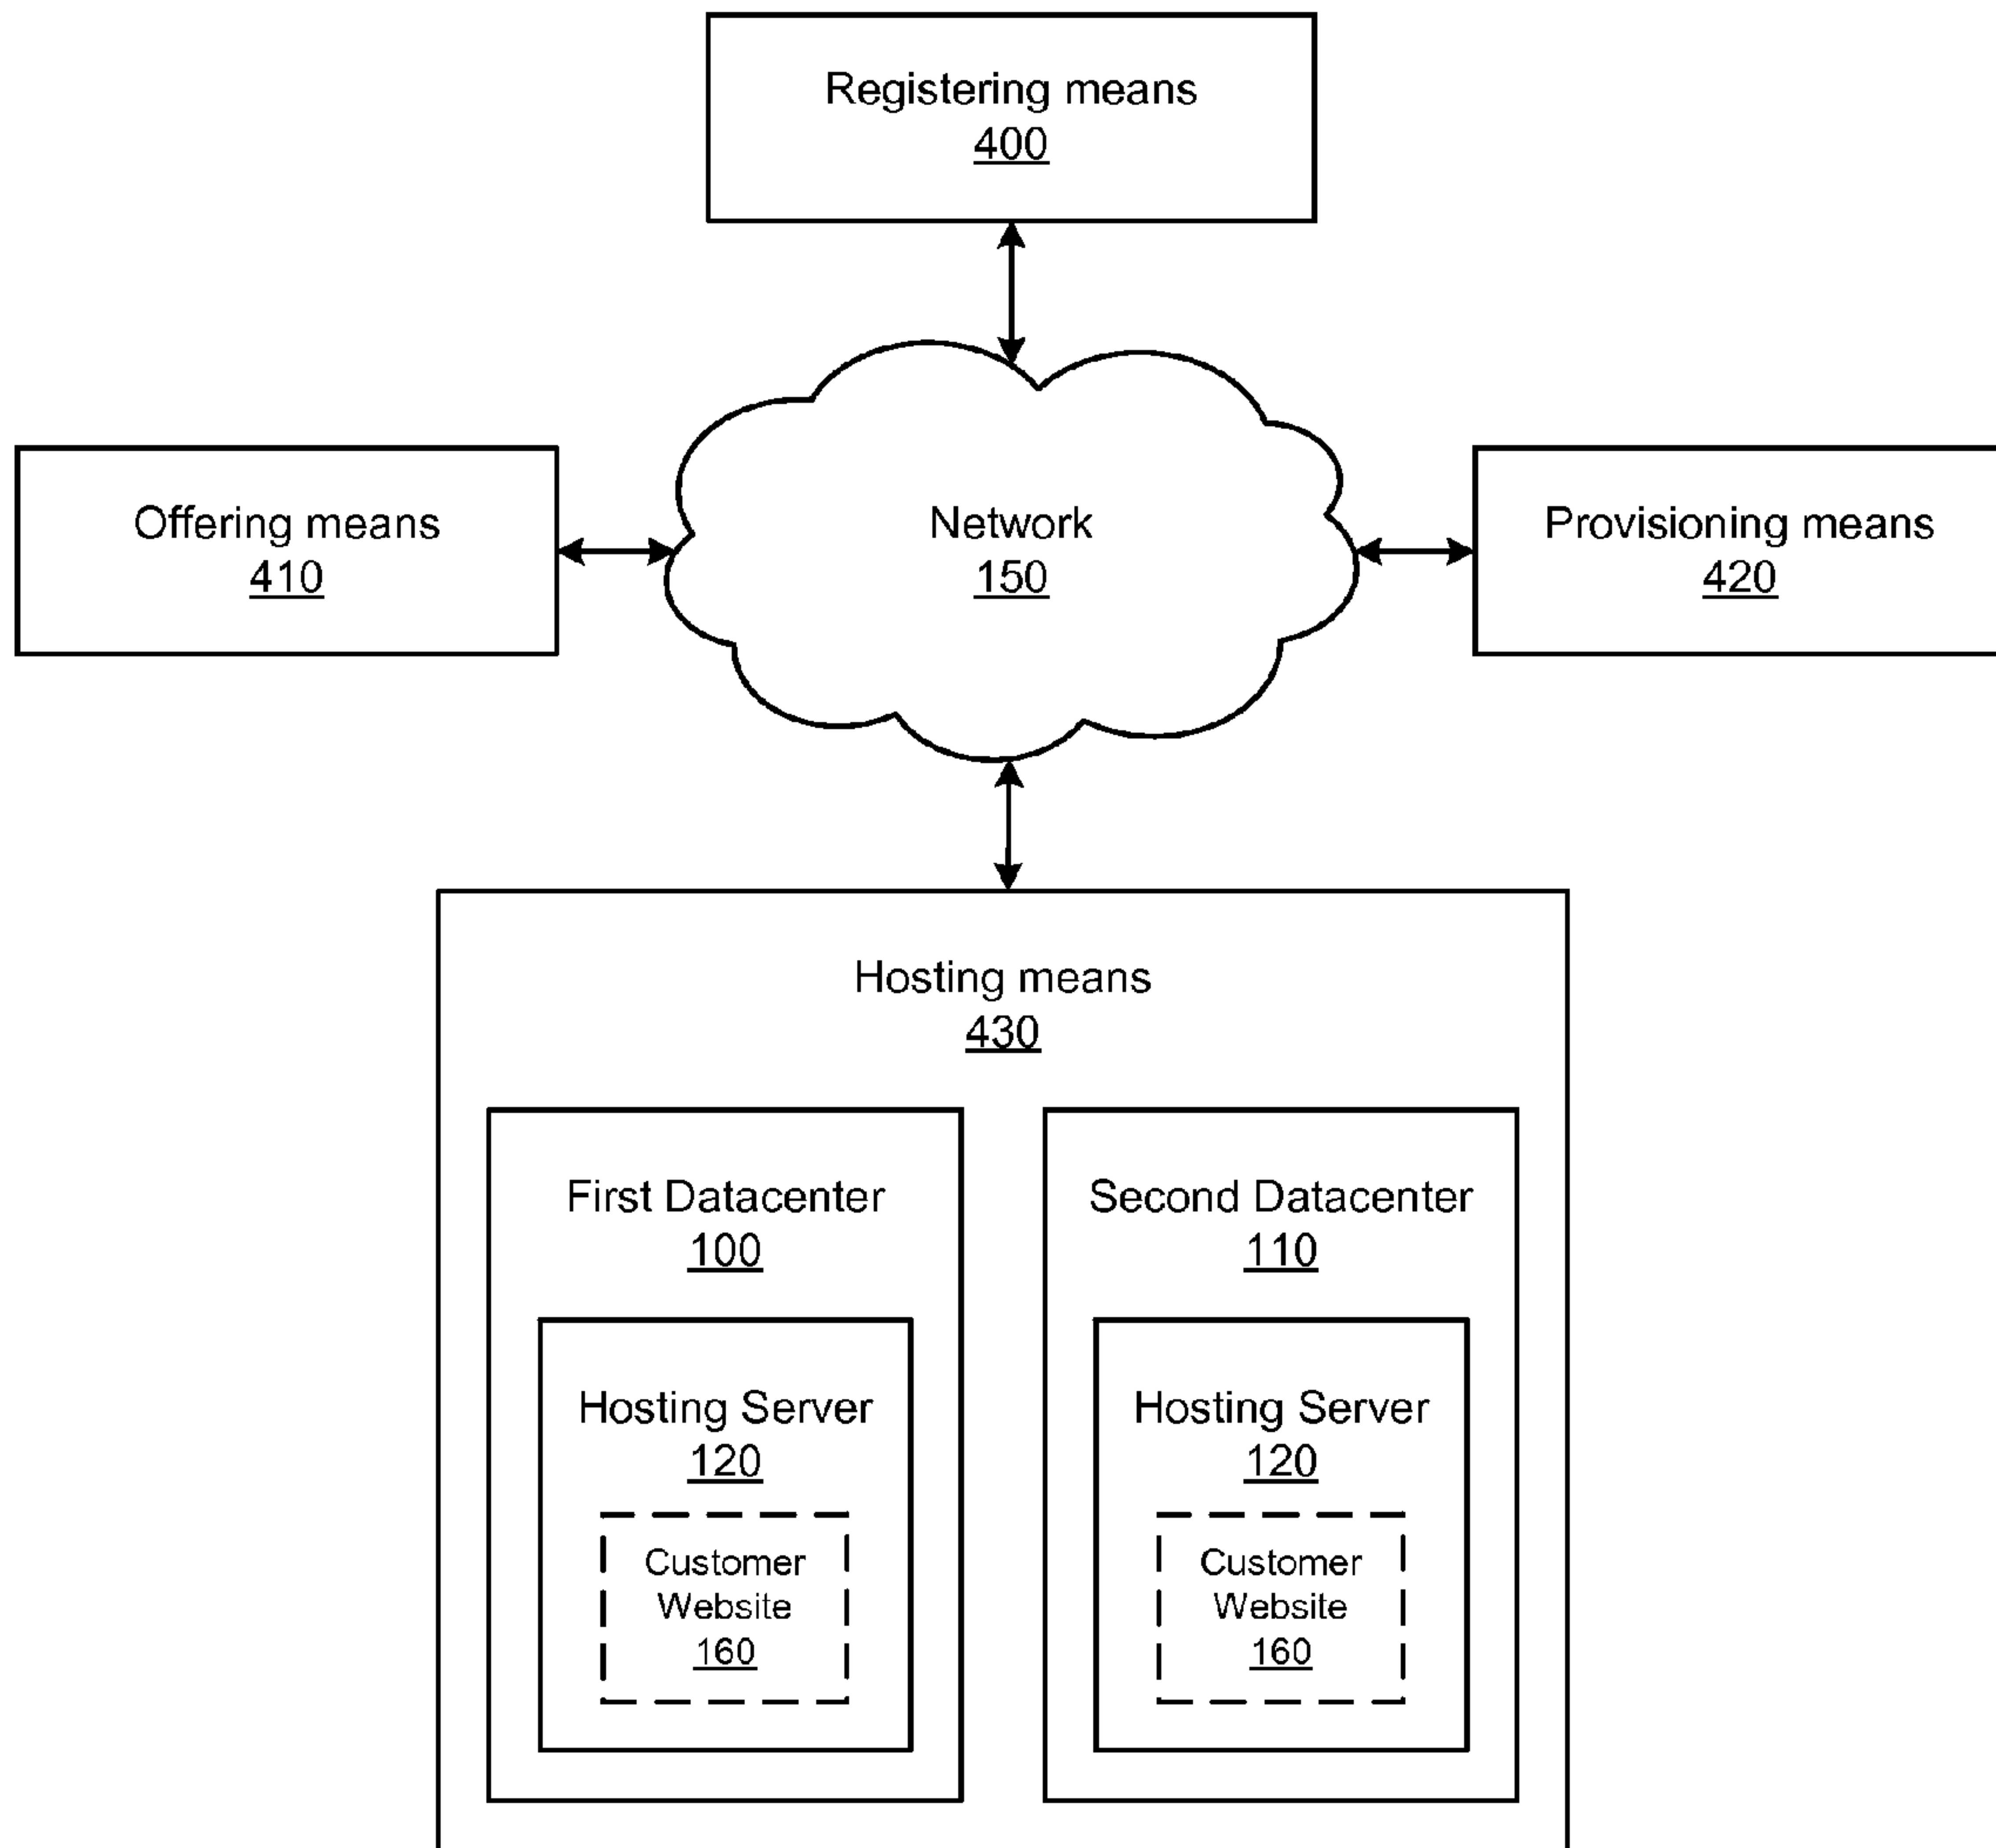 Registering means
400
Offering means
410
Network
150
Provisioning means
420
Hosting means
430
First Datacenter
100
Second Datacenter
110
Hosting Server
120
Customer
Website
160
Hosting Server
120
Customer
Website
160